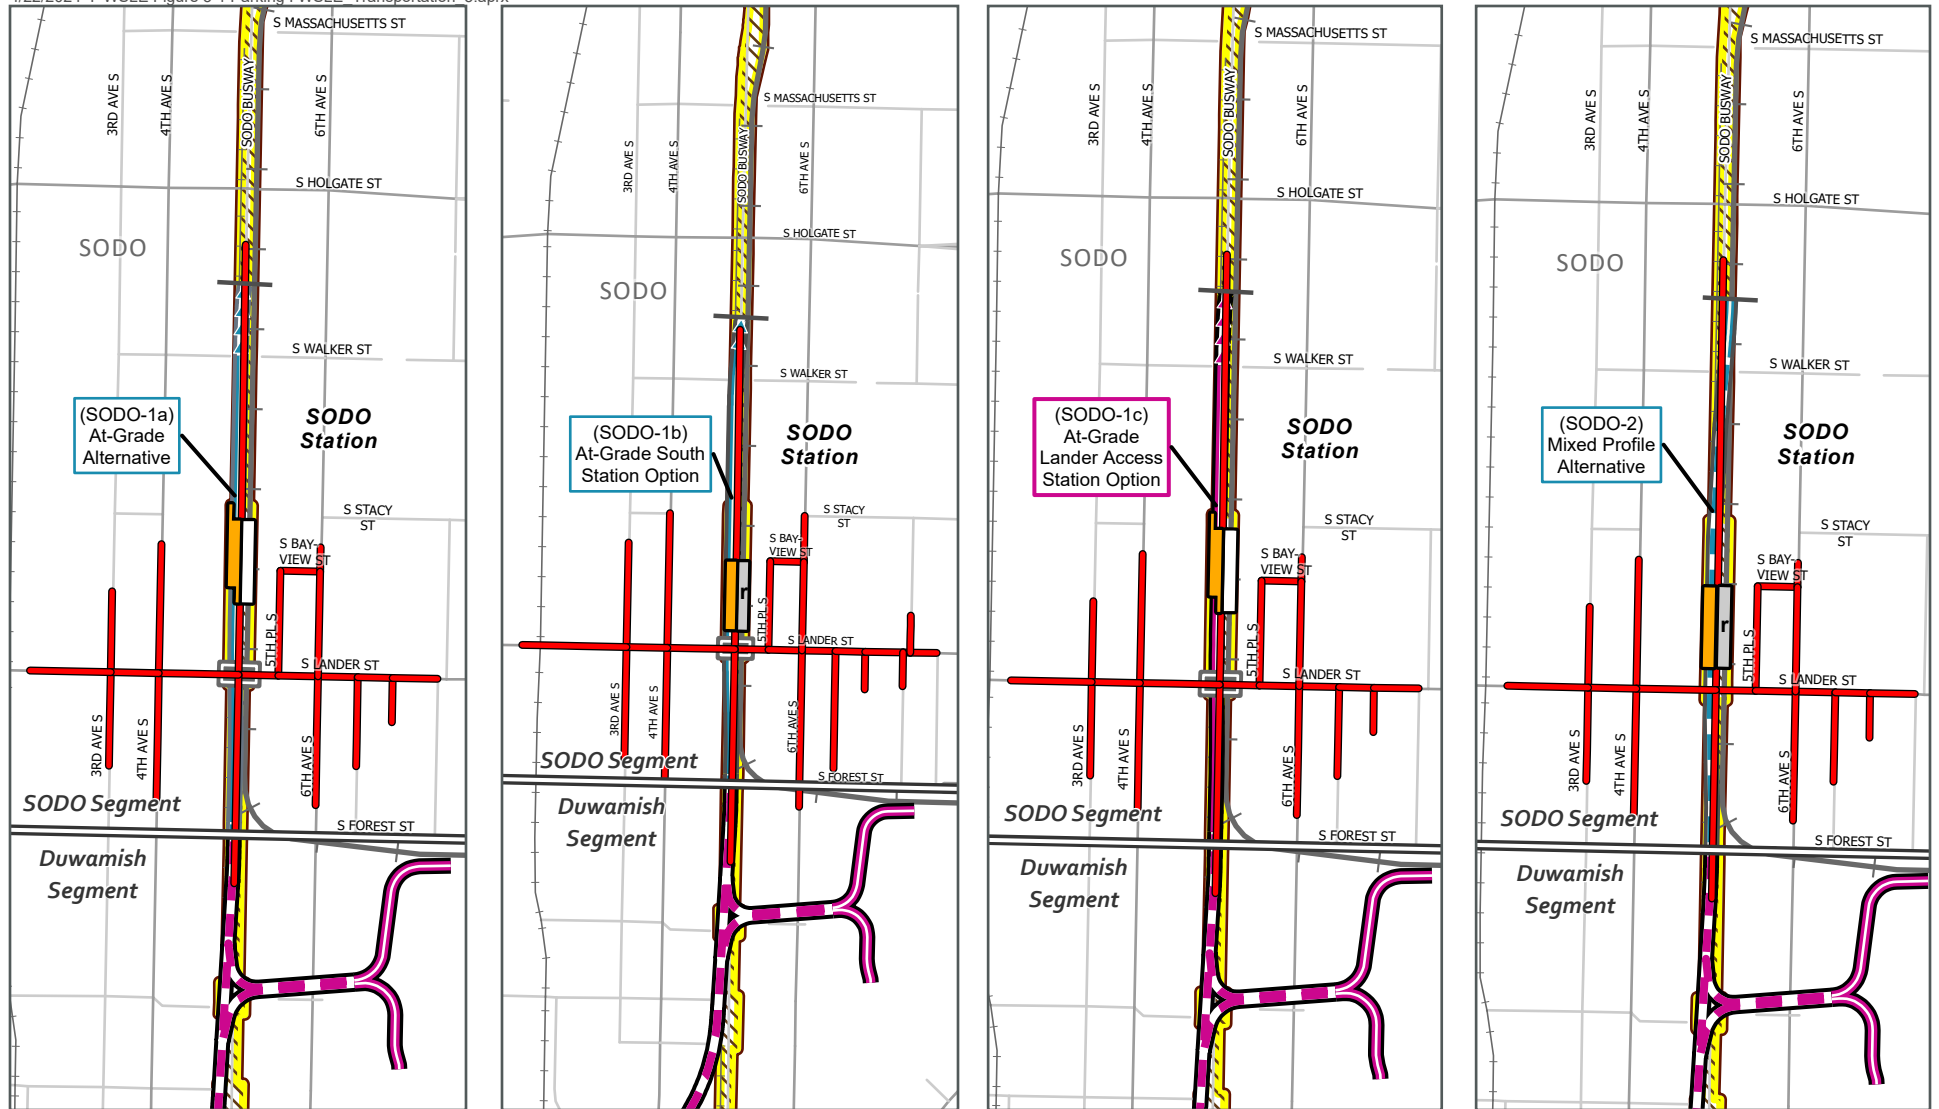 S MASSACHUSETTS ST
3RD AVE S
4TH AVE S
SODO BUSWAY
6TH AVE S
S HOLGATE ST
SODO
S WALKER ST
(SODO-1a)
At-Grade
Alternative
SODO
Station
S STACY
ST
S BAY-
VIEW ST
5TH PL S
S LANDER ST
3RD AVE S
4TH AVE S
6TH AVE S
SODO Segment
S FOREST ST
Duwamish
Segment
S MASSACHUSETTS ST
3RD AVE S
4TH AVE S
SODO BUSWAY
6TH AVE S
S HOLGATE ST
SODO
S WALKER ST
(SODO-1b)
At-Grade South
Station Option
SODO
Station
S STACY
ST
S BAY-
VIEW ST
r
5TH PL S
S LANDER ST
3RD AVE S
4TH AVE S
6TH AVE S
SODO Segment
S FOREST ST
Duwamish
Segment
S MASSACHUSETTS ST
3RD AVE S
4TH AVE S
SODO BUSWAY
6TH AVE S
S HOLGATE ST
SODO
S WALKER ST
(SODO-1c)
At-Grade
Lander Access
Station Option
SODO
Station
S STACY
ST
S BAY-
VIEW ST
5TH PL S
S LANDER ST
3RD AVE S
4TH AVE S
6TH AVE S
SODO Segment
S FOREST ST
Duwamish
Segment
S MASSACHUSETTS ST
3RD AVE S
4TH AVE S
SODO BUSWAY
6TH AVE S
S HOLGATE ST
SODO
S WALKER ST
(SODO-2)
Mixed Profile
Alternative
SODO
Station
S STACY
ST
S BAY-
VIEW ST
r
5TH PL S
S LANDER ST
3RD AVE S
4TH AVE S
6TH AVE S
SODO Segment
S FOREST ST
Duwamish
Segment